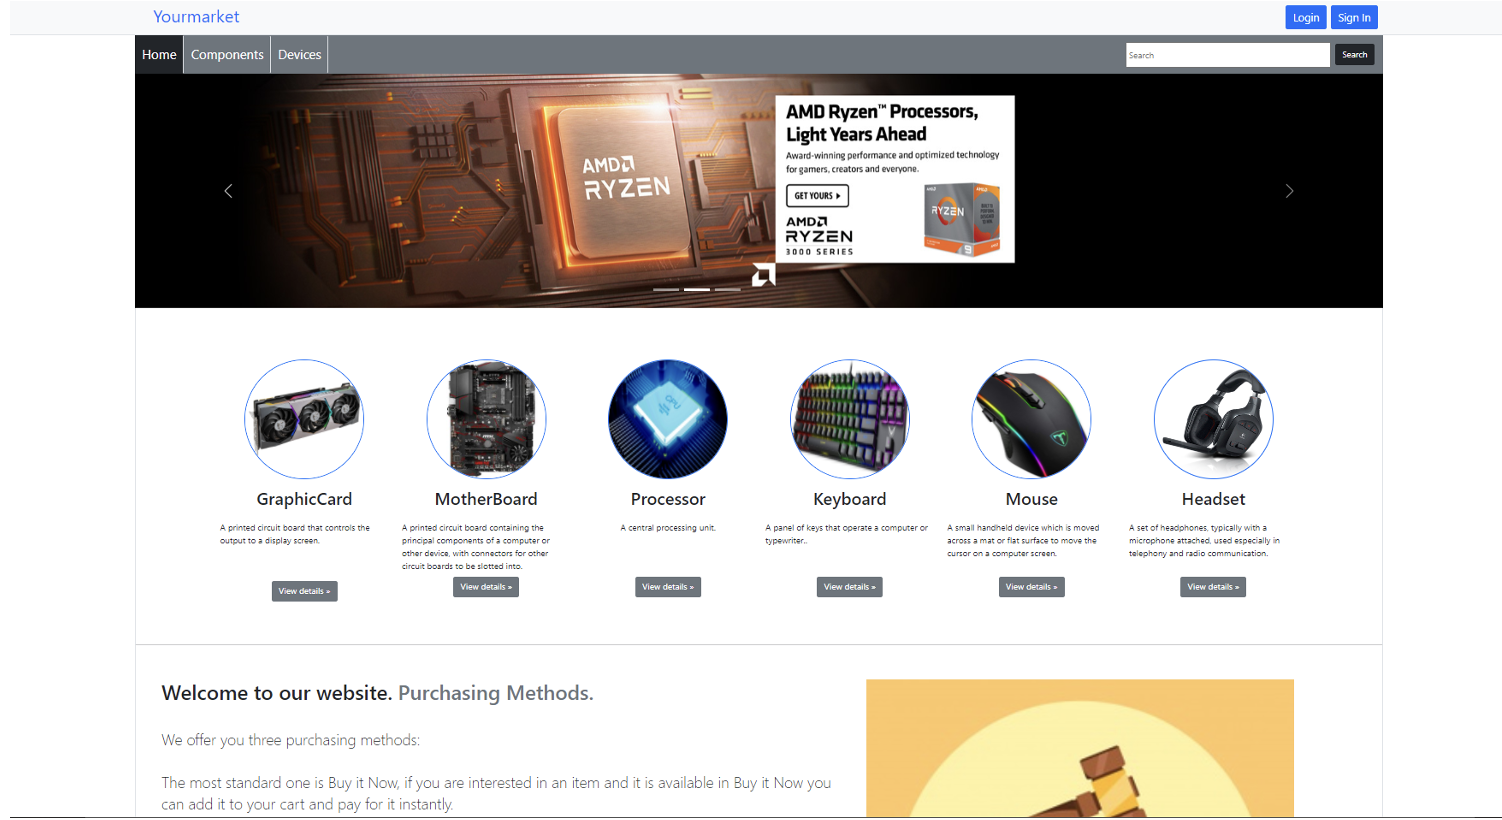 Yourmarket
Login
Sign In
Home
Components
Devices
Search
Search
AMD
RYZEN
AMD Ryzen™ Processors,
Light Years Ahead
Award-winning performance and optimized technology
for gamers, creators and everyone.
GET YOURS
AMD
RYZEN
3000 SERIES
RYZEN
9
CPU
GraphicCard
A printed circuit board that controls the
output to a display screen.
View details »
MotherBoard
A printed circuit board containing the
principal components of a computer or
other device, with connectors for other
circuit boards to be slotted into.
View details »
Processor
A central processing unit.
View details »
Keyboard
A panel of keys that operate a computer or
typewriter..
View details »
Mouse
A small handheld device which is moved
across a mat or flat surface to move the
cursor on a computer screen.
View details »
Headset
A set of headphones, typically with a
microphone attached, used especially in
telephony and radio communication.
View details »
Welcome to our website. Purchasing Methods.
We offer you three purchasing methods:
The most standard one is Buy it Now, if you are interested in an item and it is available in Buy it Now you
can add it to your cart and pay for it instantly.